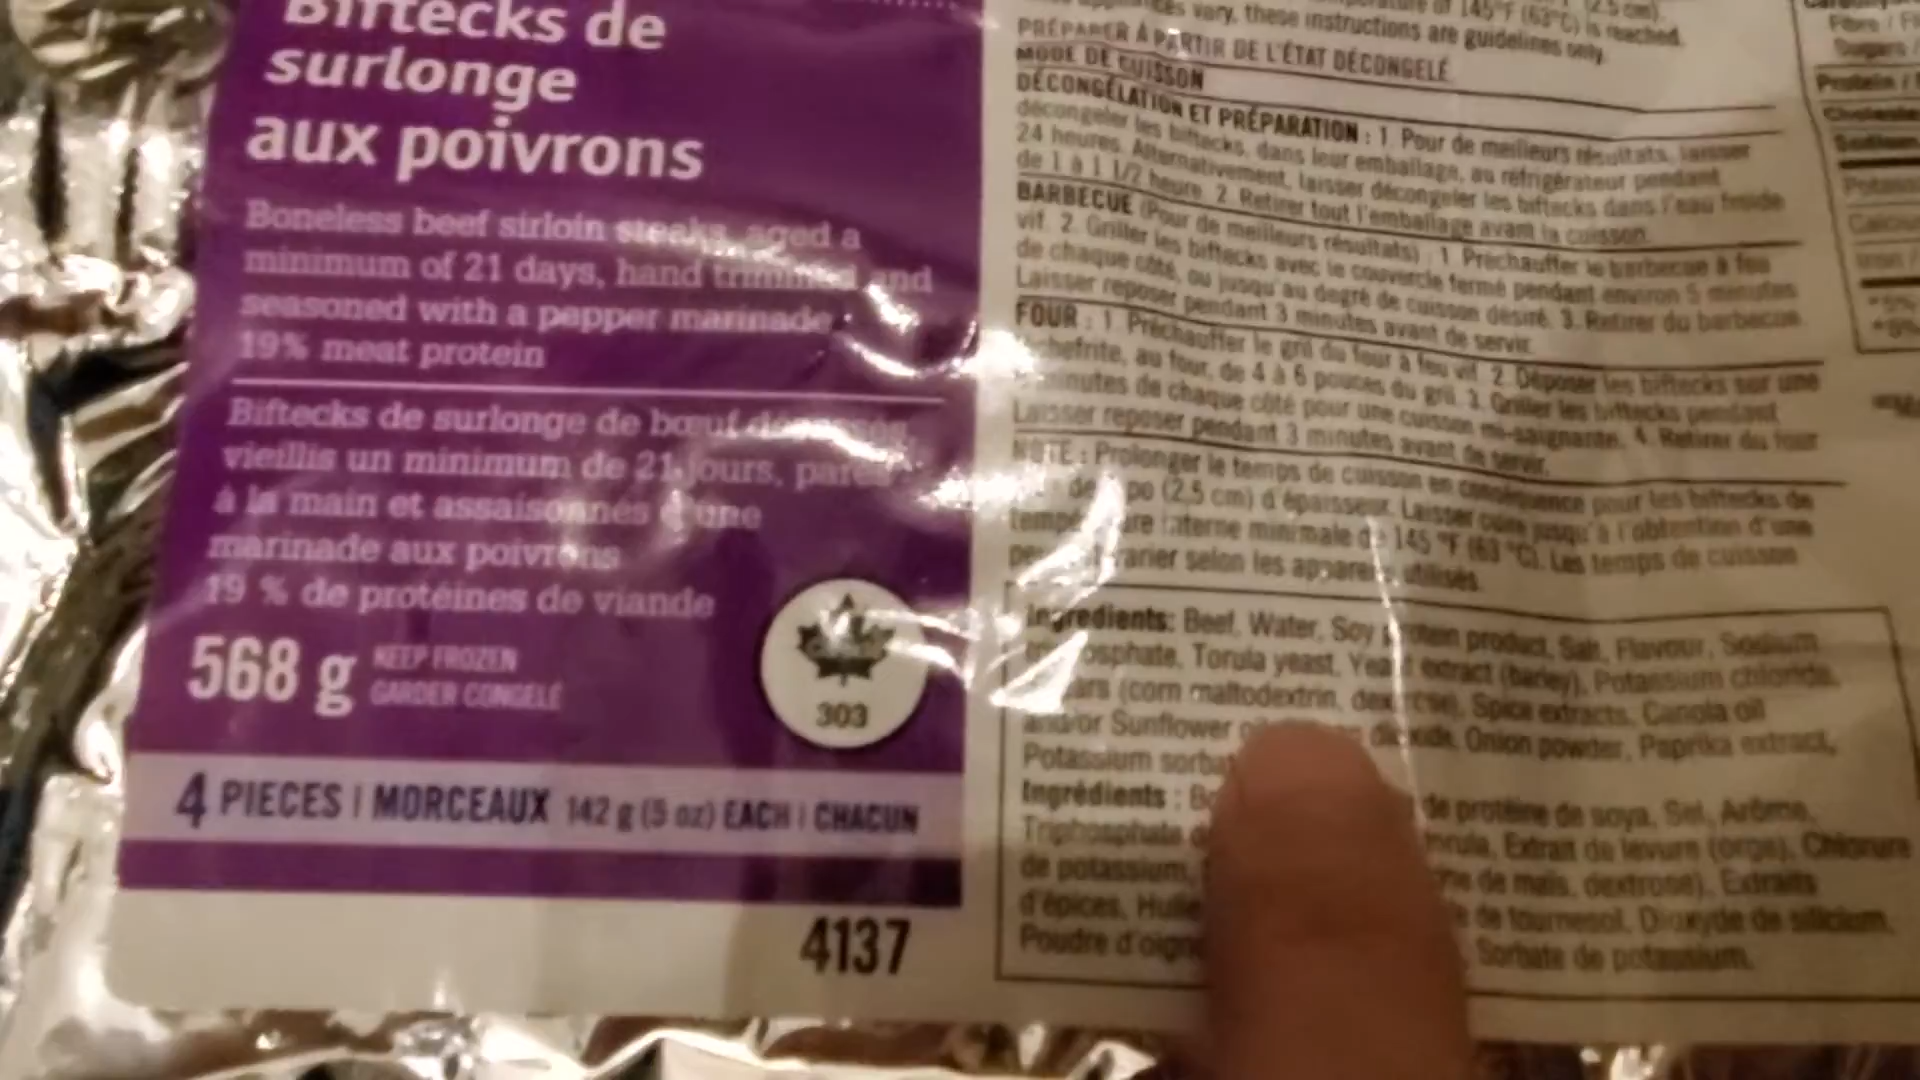 Biftecks de
surlonge
aux poivrons
Boneless beef sirloin steaks, aged a
minimum of 21 days, hand trimmed and
seasoned with a pepper marinade
19% meat protein
Biftecks de surlonge de bœuf
vieillis un minimum de 21 jours,
à la main et assaisonnés d'une
marinade aux poivrons
19 % de protéines de viande
568 g
KEEP FROZEN
GARDER CONGELÉ
303
4 PIECES | MORCEAUX 142 g (5 oz) EACH | CHACUN
4137
145°F (63°C) is reached.
vary, these instructions are guidelines only.
PRÉPARER À PARTIR DE L'ÉTAT DÉCONGELÉ
MODE DE CUISSON
DÉCONGÉLATION ET PRÉPARATION : 1. Pour de meilleurs résultats, laisser
décongeler les biftecks, dans leur emballage, au réfrigérateur pendant
24 heures. Alternativement, laisser décongeler les biftecks dans l'eau froide
de 1 à 1 1/2 heure. 2. Retirer tout l'emballage avant la cuisson.
BARBECUE (Pour de meilleurs résultats) : 1. Préchauffer le barbecue à feu
vif. 2. Griller les biftecks avec le couvercle fermé pendant environ 5 minutes
de chaque côté, ou jusqu'au degré de cuisson désiré. 3. Retirer du barbecue.
Laisser reposer pendant 3 minutes avant de servir.
FOUR : 1. Préchauffer le gril du four à feu vif. 2. Déposer les biftecks sur une
lèchefrite, au four, de 4 à 6 pouces du gril. 3. Griller les biftecks pendant
minutes de chaque côté pour une cuisson mi-saignante. 4. Retirer du four.
Laisser reposer pendant 3 minutes avant de servir.
NOTE : Prolonger le temps de cuisson en conséquence pour les biftecks de
po (2.5 cm) d'épaisseur. Laisser cuire jusqu'à l'obtention d'une
température interne minimale de 145 °F (63 °C). Les temps de cuisson
varier selon les appareils utilisés.
Ingredients: Beef, Water, Soy protein product, Salt, Flavour, Sodium
Torula yeast, Yeast extract (barley), Potassium chloride,
(corn maltodextrin, dextrose), Spice extracts, Canola oil
and/or Sunflower dioxide, Onion powder, Paprika extract,
Potassium
Ingrédients : de protéine de soya, Sel, Arôme,
Triphosphate Extrait de levure (orge), Chlorure
de potassium, de maïs, dextrose), Extraits
d'épices, de tournesol, Dioxyde de silicium,
Poudre Sorbate de potassium.